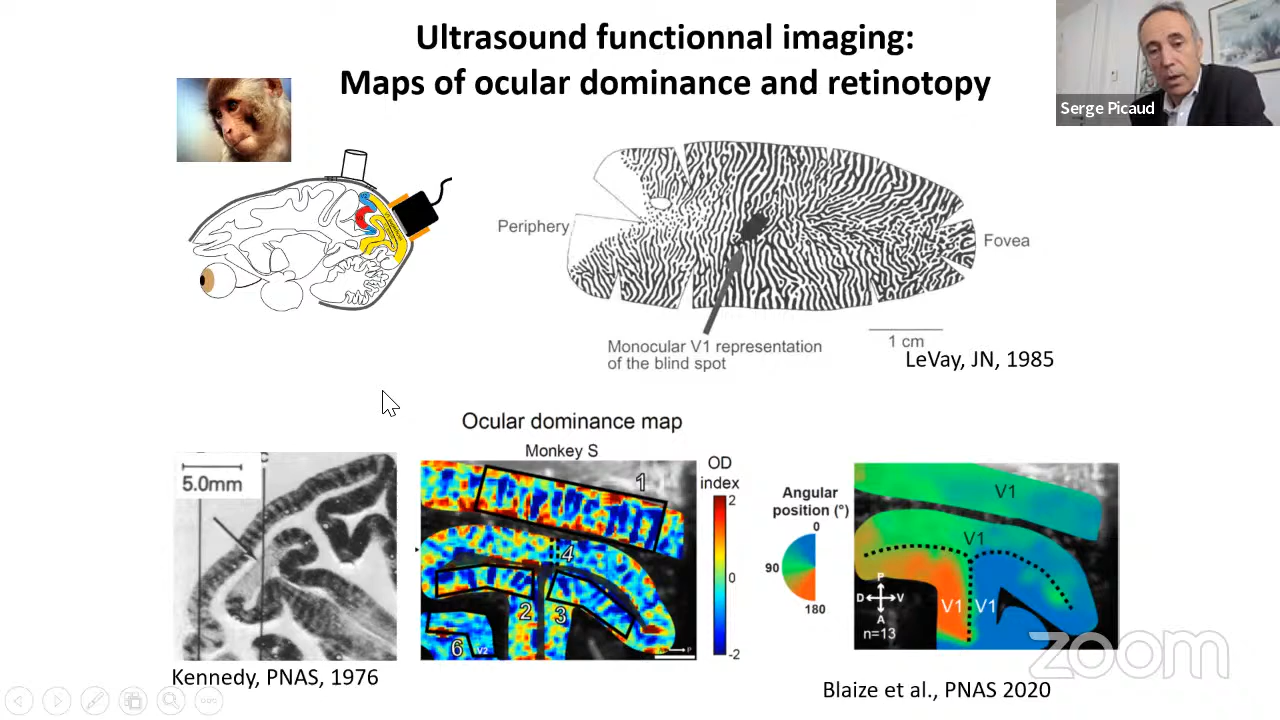 Ultrasound functionnal imaging:
Maps of ocular dominance and retinotopy
Serge Picaud
Periphery
Fovea
Monocular V1 representation
of the blind spot
1 cm
LeVay, JN, 1985
Ocular dominance map
Monkey S
5.0mm
OD
index
2
0
-2
1
4
2
3
6
V2
P
Angular
position (°)
0
90
180
V1
V1
V1
V1
P
D
V
A
n=13
zoom
Kennedy, PNAS, 1976
Blaize et al., PNAS 2020